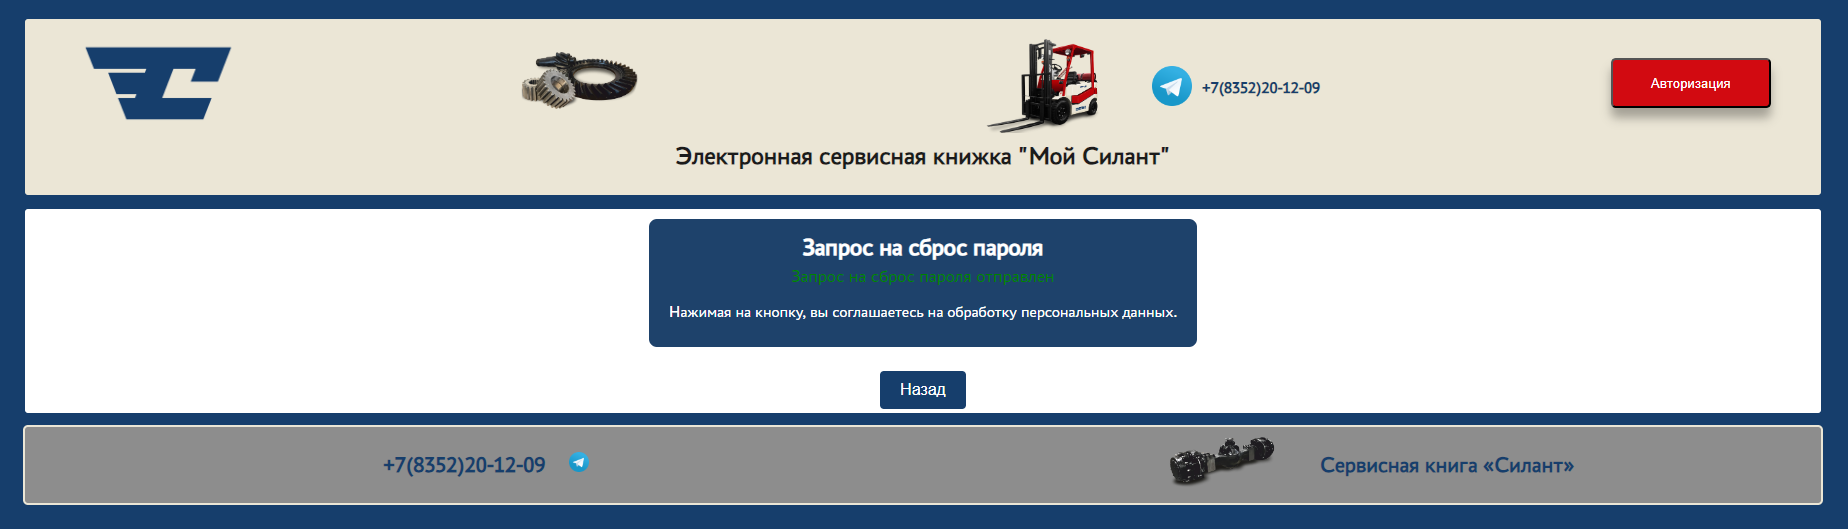 +7(8352)20-12-09
Авторизация
Электронная сервисная книжка "Мой Силант"
Запрос на сброс пароля
Запрос на сброс пароля отправлен
Нажимая на кнопку, вы соглашаетесь на обработку персональных данных.
Назад
+7(8352)20-12-09
Сервисная книга «Силант»